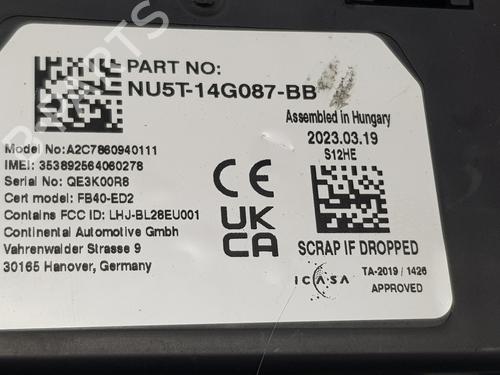 PART NO:
NU5T-14G087-BB
Assembled in Hungary
2023.03.19
S12HE
Model No:A2C7660940111
IMEI: 353892564060278
Serial No: QE3K00R8
Cert model: FB40-ED2
Contains FCC ID: LHJ-BL28EU001
Continental Automotive GmbH
Vahrenwalder Strasse 9
30165 Hanover, Germany
CE
UK
CA
SCRAP IF DROPPED
ICASA
TA-2019 / 1426
APPROVED